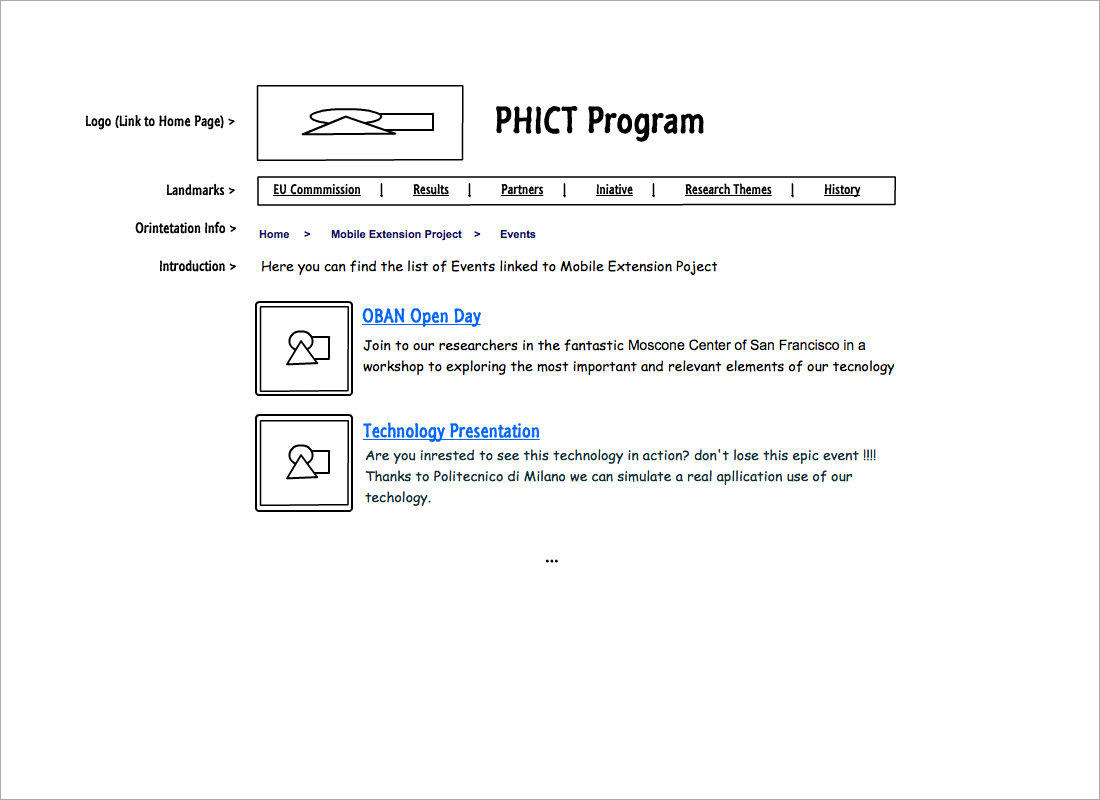 Logo (Link to Home Page) >
PHICT Program
Landmarks >
EU Commmission | Results | Partners | Iniative | Research Themes | History
Orintetation Info >
Home > Mobile Extension Project > Events
Introduction >
Here you can find the list of Events linked to Mobile Extension Poject
OBAN Open Day
Join to our researchers in the fantastic Moscone Center of San Francisco in a
workshop to exploring the most important and relevant elements of our tecnology
Technology Presentation
Are you inrested to see this technology in action? don't lose this epic event !!!!
Thanks to Politecnico di Milano we can simulate a real apllication use of our
techology.
...